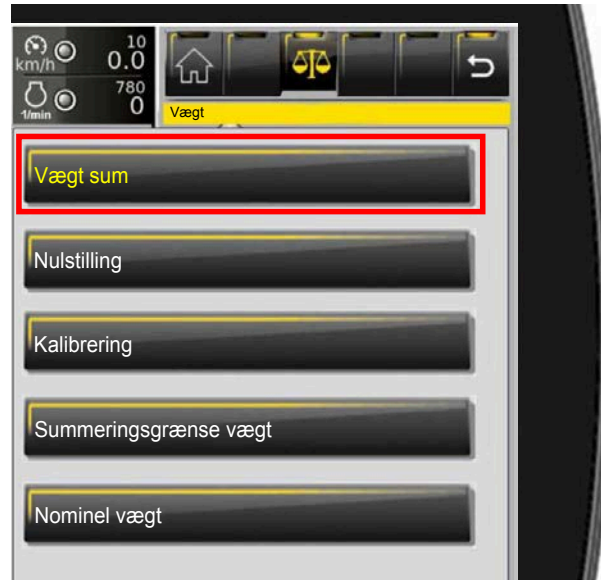 km/h
10
0.0
1/min
780
0
Vægt
Vægt sum
Nulstilling
Kalibrering
Summeringsgrænse vægt
Nominel vægt